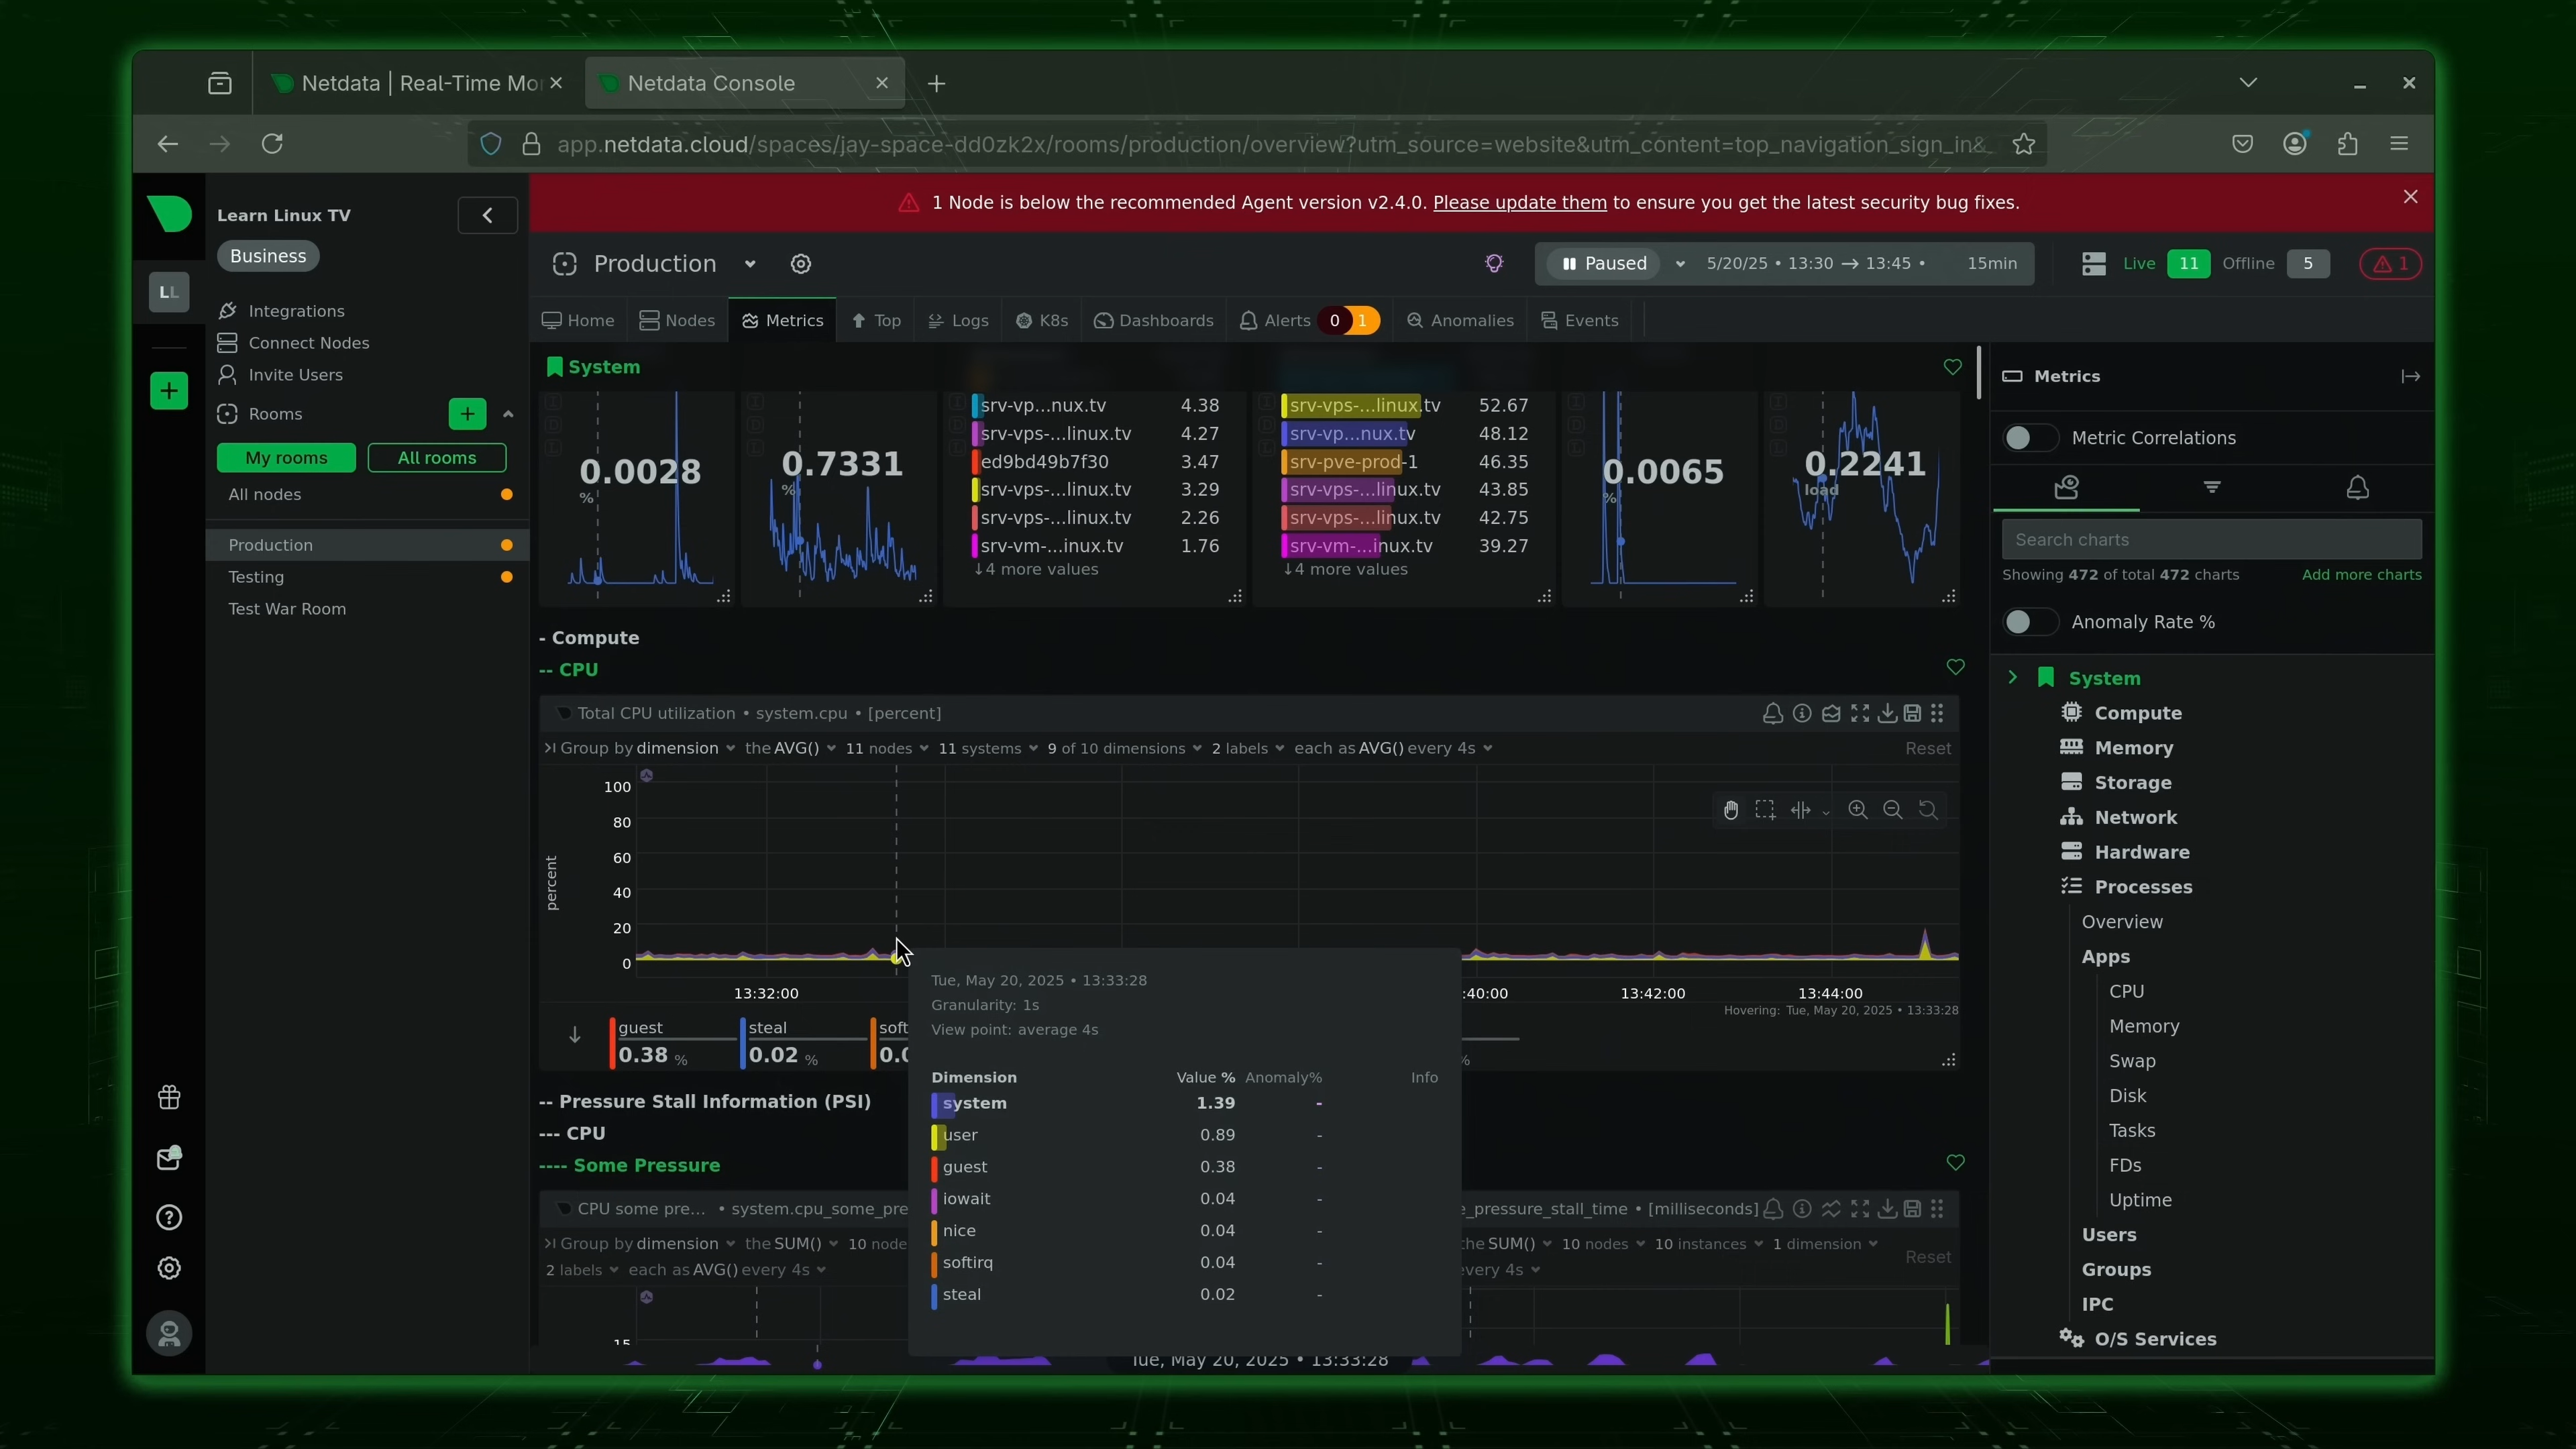 Netdata | Real-Time Mor
Netdata Console
app.netdata.cloud/spaces/jay-space-dd0zk2x/rooms/production/overview?utm_source=website&utm_content=top_navigation_sign_in&
Learn Linux TV
Business
LL
Integrations
Connect Nodes
Invite Users
Rooms
My rooms
All rooms
All nodes
Production
Testing
Test War Room
1 Node is below the recommended Agent version v2.4.0. Please update them to ensure you get the latest security bug fixes.
Production
Paused 5/20/25 • 13:30 → 13:45 • 15min
Live 11 Offline 5 1
Home Nodes Metrics Top Logs K8s Dashboards Alerts 0 1 Anomalies Events
System
0.0028
%
0.7331
%
srv-vp...nux.tv 4.38
srv-vps-...linux.tv 4.27
ed9bd49b7f30 3.47
srv-vps-...linux.tv 3.29
srv-vps-...linux.tv 2.26
srv-vm-...inux.tv 1.76
↓4 more values
srv-vps-...linux.tv 52.67
srv-vp...nux.tv 48.12
srv-pve-prod-1 46.35
srv-vps-...linux.tv 43.85
srv-vps-...linux.tv 42.75
srv-vm-...inux.tv 39.27
↓4 more values
0.0065
%
0.2241
load
- Compute
-- CPU
Total CPU utilization • system.cpu • [percent]
Group by dimension the AVG() 11 nodes 11 systems 9 of 10 dimensions 2 labels each as AVG() every 4s Reset
percent
100
80
60
40
20
0
13:32:00
:40:00
13:42:00
13:44:00
Hovering: Tue, May 20, 2025 • 13:33:28
guest
0.38 %
steal
0.02 %
soft
0.0
%
Tue, May 20, 2025 • 13:33:28
Granularity: 1s
View point: average 4s
Dimension Value % Anomaly% Info
system 1.39 -
user 0.89 -
guest 0.38 -
iowait 0.04 -
nice 0.04 -
softirq 0.04 -
steal 0.02 -
-- Pressure Stall Information (PSI)
--- CPU
---- Some Pressure
CPU some pre... • system.cpu_some_pre
Group by dimension the SUM() 10 node
2 labels each as AVG() every 4s
15
e_pressure_stall_time • [milliseconds]
the SUM() 10 nodes 10 instances 1 dimension
every 4s
Reset
Tue, May 20, 2025 • 13:33:28
Metrics
Metric Correlations
Search charts
Showing 472 of total 472 charts
Add more charts
Anomaly Rate %
System
Compute
Memory
Storage
Network
Hardware
Processes
Overview
Apps
CPU
Memory
Swap
Disk
Tasks
FDs
Uptime
Users
Groups
IPC
O/S Services